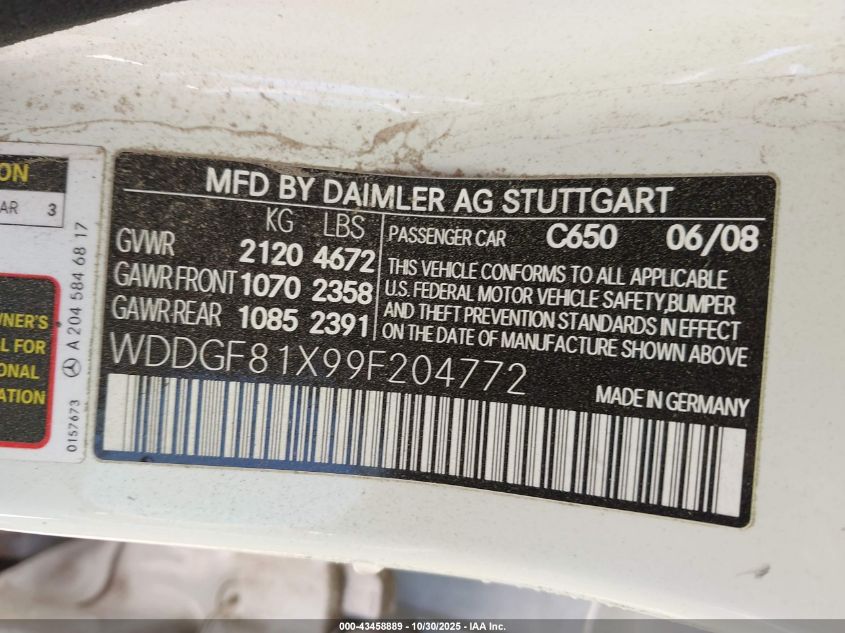 ON
AR 3
WNER'S
L FOR
ONAL
ATION
A 204 584 68 17
0157673
MFD BY DAIMLER AG STUTTGART
KG LBS
GVWR 2120 4672
GAWR FRONT 1070 2358
GAWR-REAR 1085 2391
PASSENGER CAR C650 06/08
THIS VEHICLE CONFORMS TO ALL APPLICABLE
U.S. FEDERAL MOTOR VEHICLE SAFETY,BUMPER
AND THEFT PREVENTION STANDARDS IN EFFECT
ON THE DATE OF MANUFACTURE SHOWN ABOVE
WDDGF81X99F204772
MADE IN GERMANY
000-43458889 - 10/30/2025 - IAA Inc.